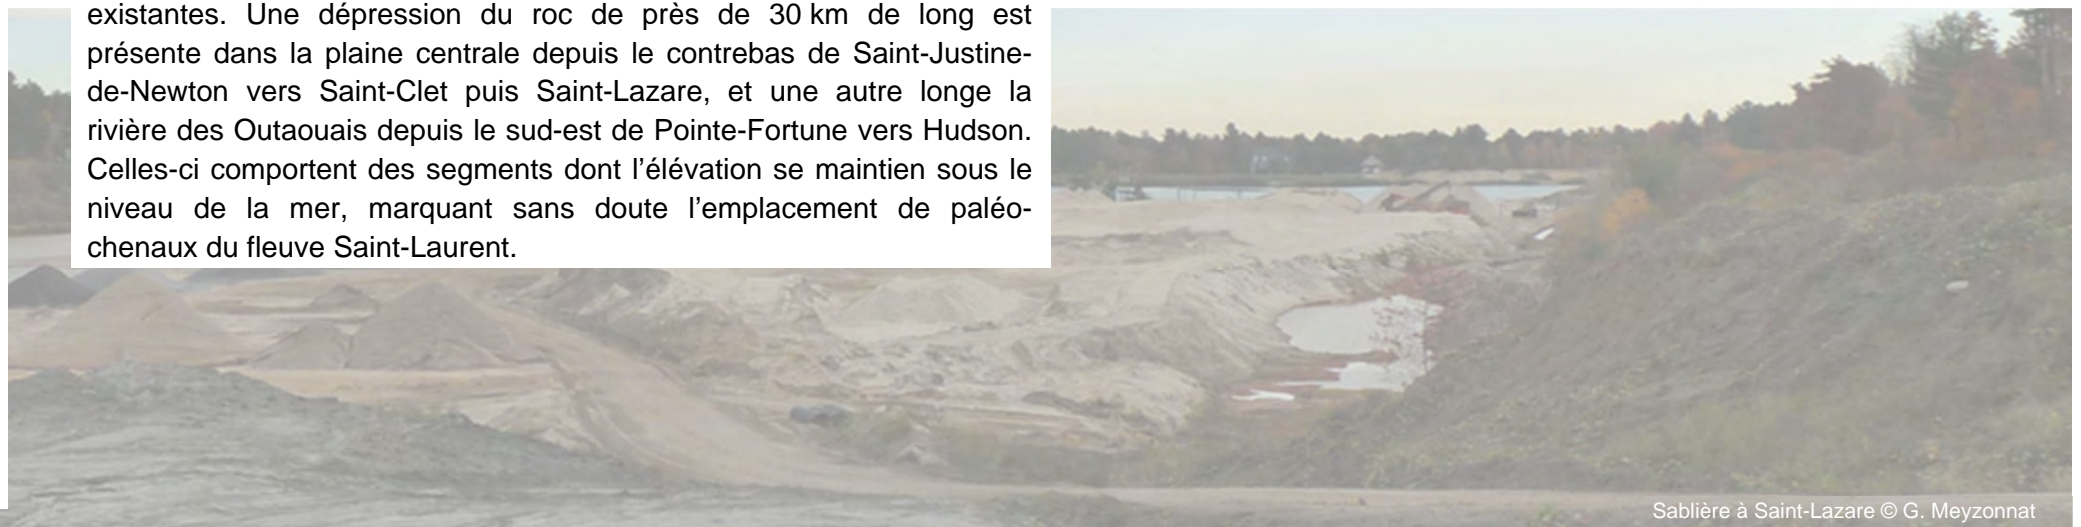 existantes. Une dépression du roc de près de 30 km de long est
présente dans la plaine centrale depuis le contrebas de Saint-Justine-
de-Newton vers Saint-Clet puis Saint-Lazare, et une autre longe la
rivière des Outaouais depuis le sud-est de Pointe-Fortune vers Hudson.
Celles-ci comportent des segments dont l’élévation se maintien sous le
niveau de la mer, marquant sans doute l’emplacement de paléo-
chenaux du fleuve Saint-Laurent.
Sablière à Saint-Lazare © G. Meyzonnat